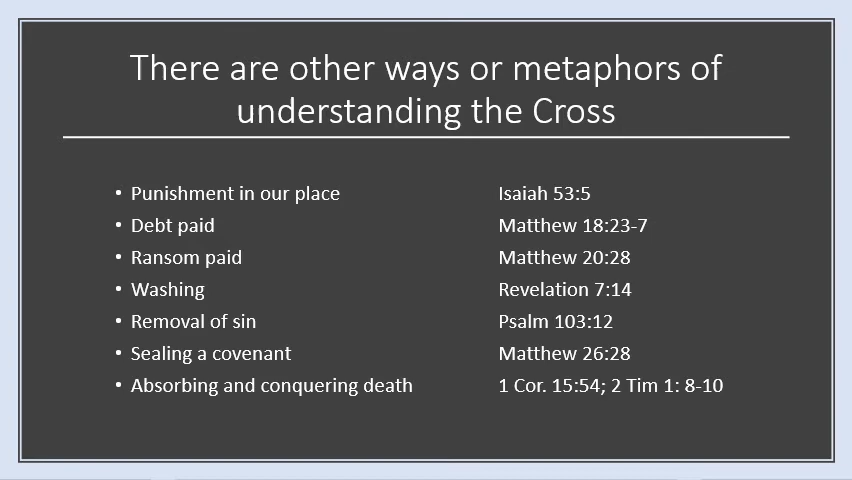 There are other ways or metaphors of
understanding the Cross
• Punishment in our place Isaiah 53:5
• Debt paid Matthew 18:23-7
• Ransom paid Matthew 20:28
• Washing Revelation 7:14
• Removal of sin Psalm 103:12
• Sealing a covenant Matthew 26:28
• Absorbing and conquering death 1 Cor. 15:54; 2 Tim 1: 8-10